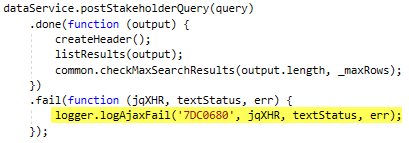 dataService.postStakeholderQuery(query)
.done(function (output) {
createHeader();
listResults(output);
common.checkMaxSearchResults(output.length, _maxRows);
})
.fail(function (jqXHR, textStatus, err) {
logger.logAjaxFail('7DC0680', jqXHR, textStatus, err);
});